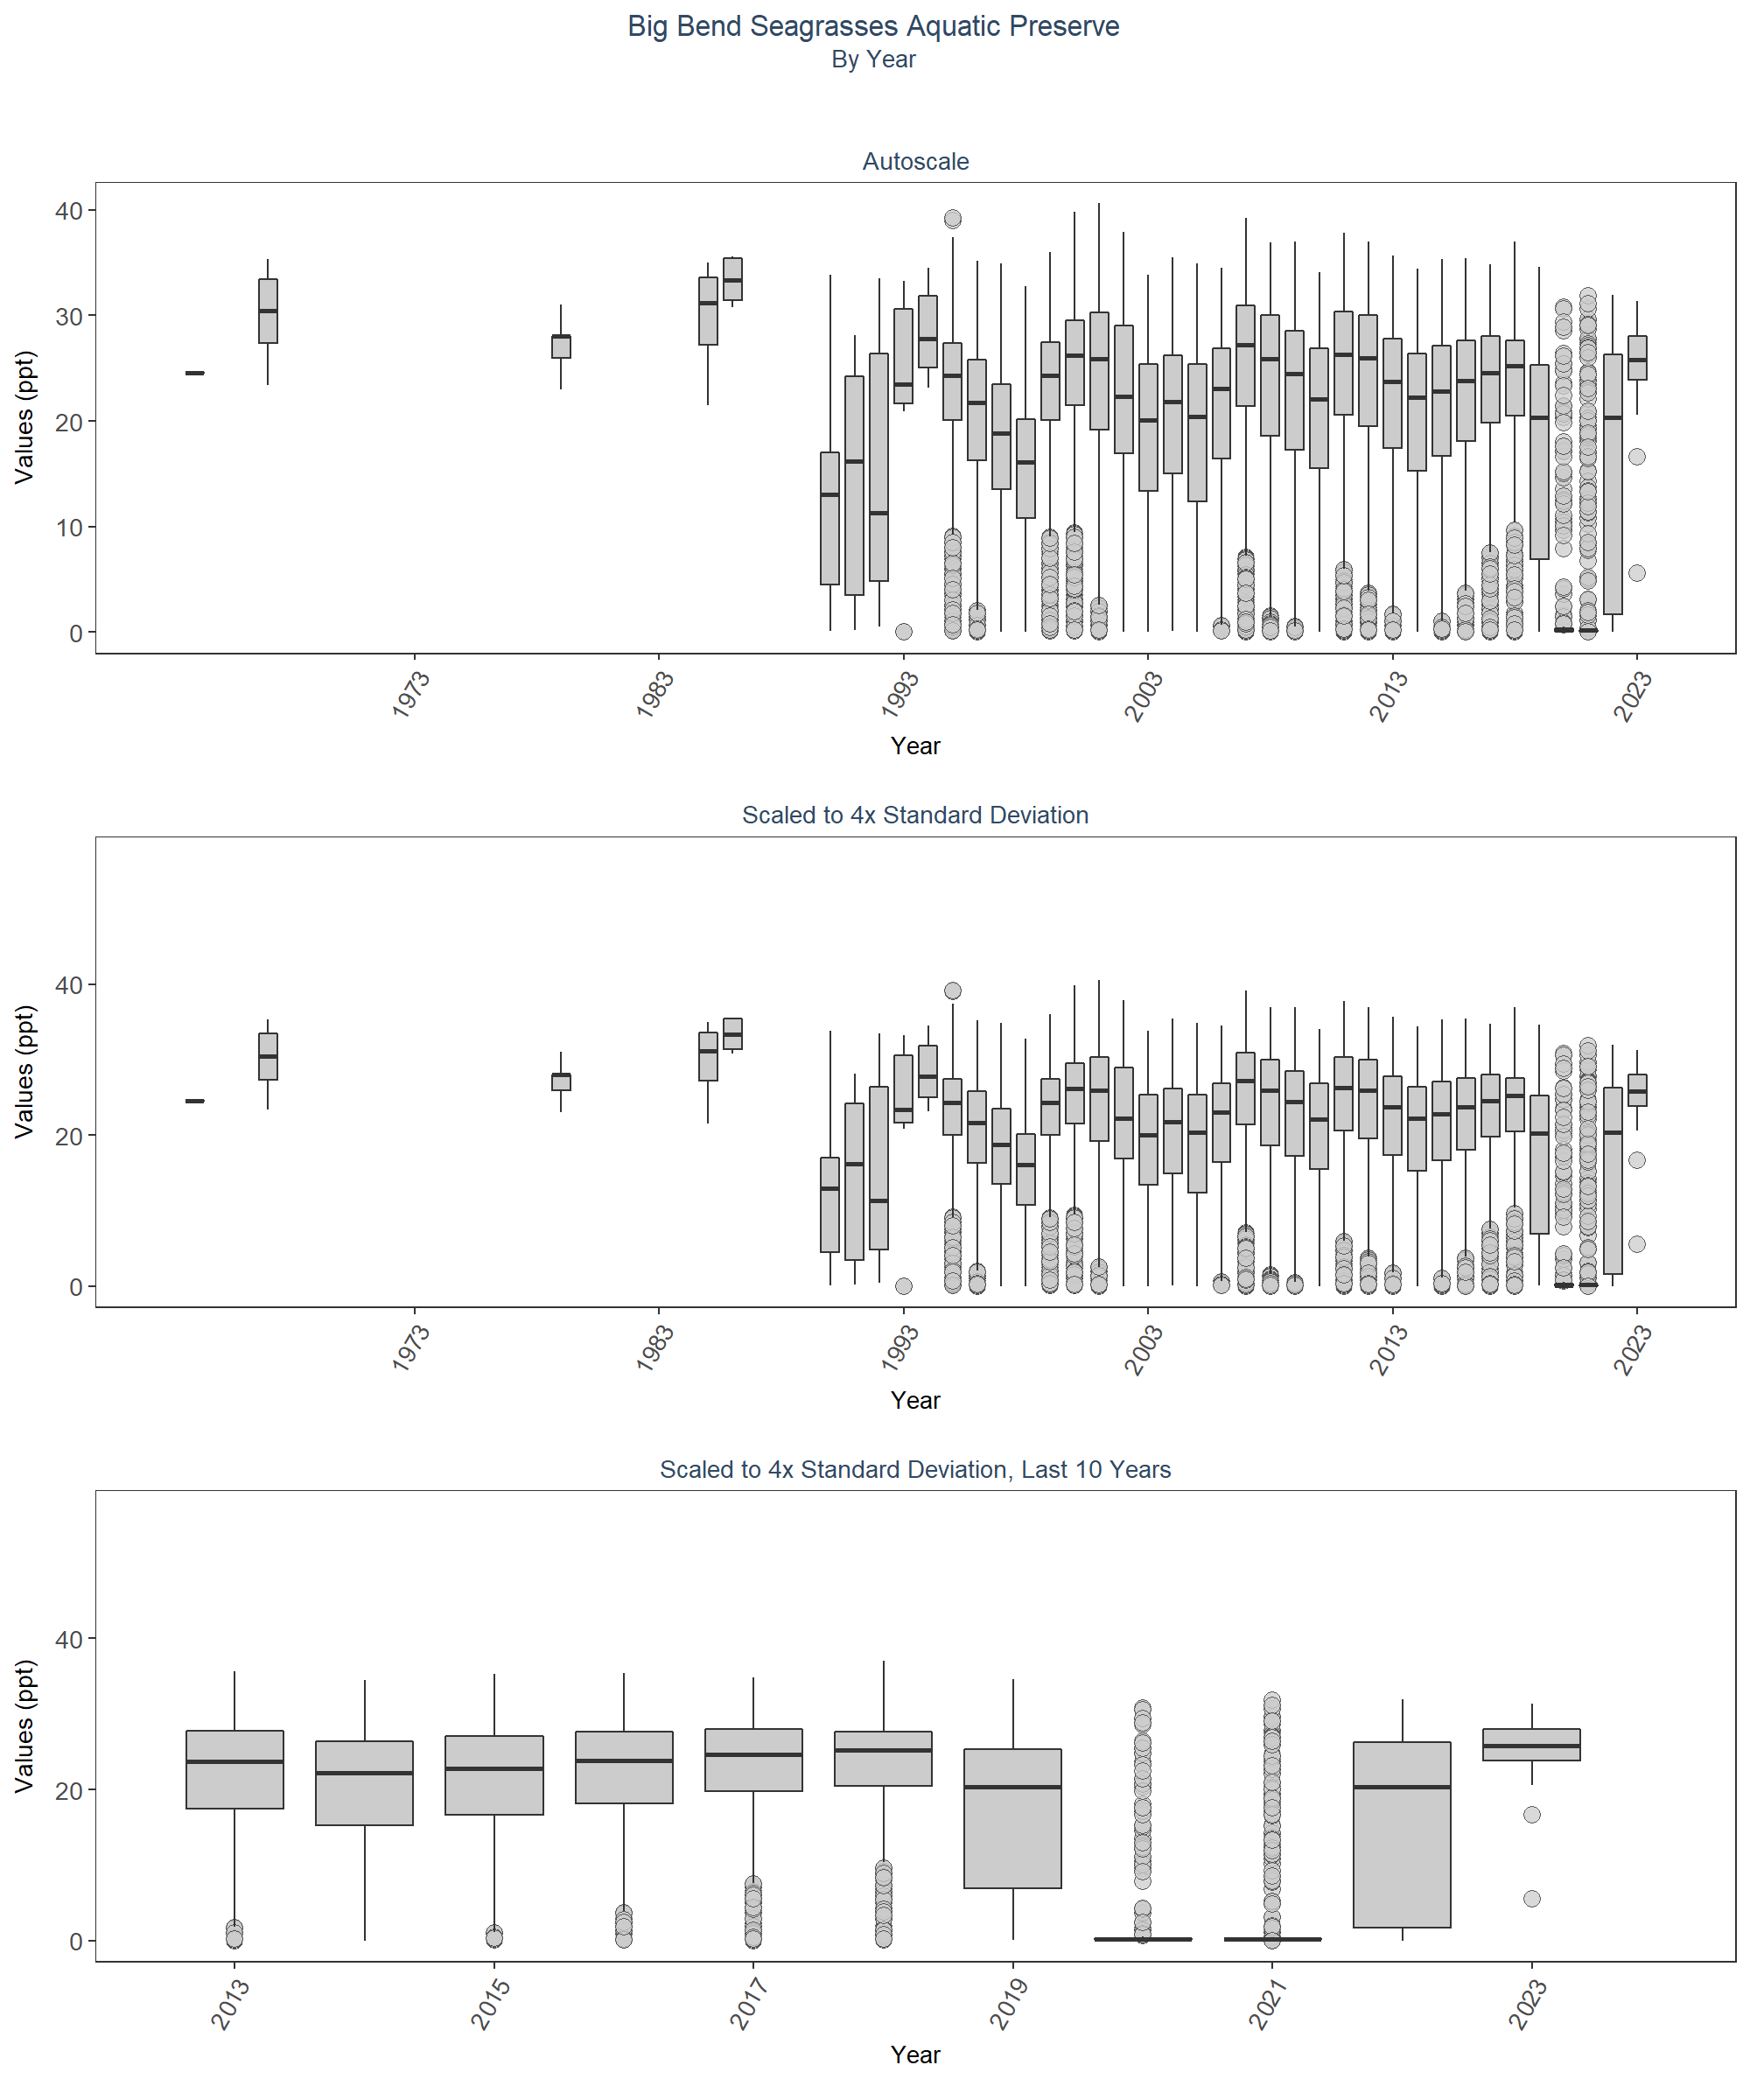 Big Bend Seagrasses Aquatic Preserve
By Year
Autoscale
Values (ppt)
40
30
20
10
0
1973
1983
1993
2003
2013
2023
Year
Scaled to 4x Standard Deviation
Values (ppt)
40
20
0
1973
1983
1993
2003
2013
2023
Year
Scaled to 4x Standard Deviation, Last 10 Years
Values (ppt)
40
20
0
2013
2015
2017
2019
2021
2023
Year